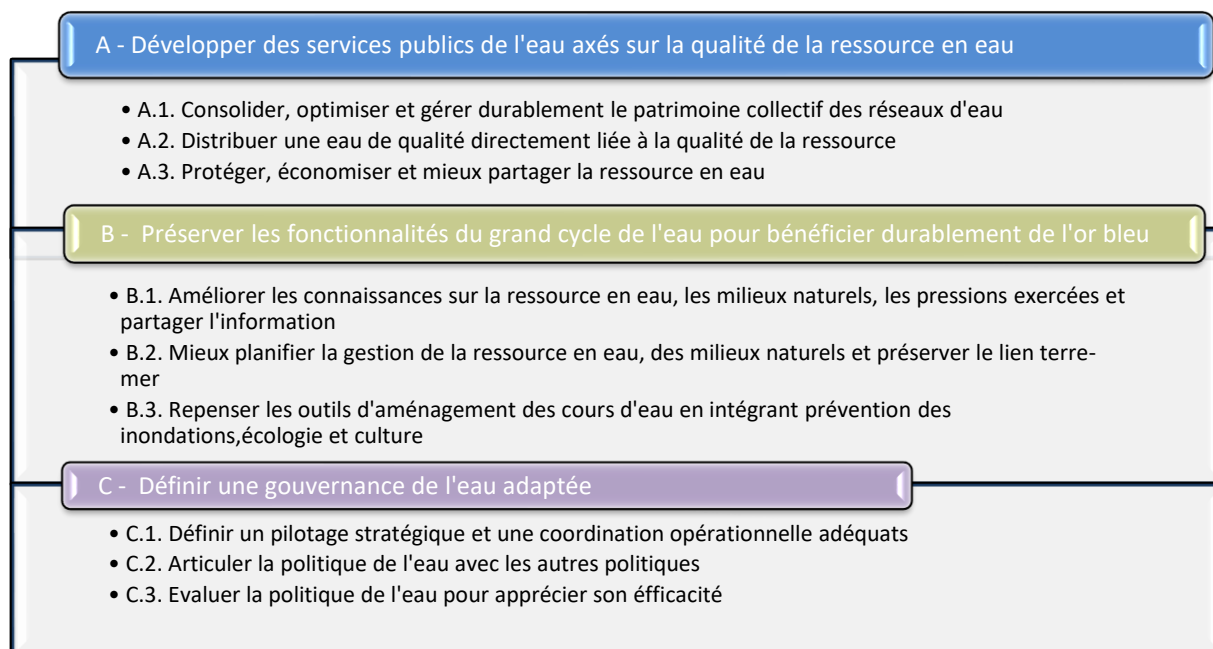 A - Développer des services publics de l'eau axés sur la qualité de la ressource en eau
• A.1. Consolider, optimiser et gérer durablement le patrimoine collectif des réseaux d'eau
• A.2. Distribuer une eau de qualité directement liée à la qualité de la ressource
• A.3. Protéger, économiser et mieux partager la ressource en eau
B - Préserver les fonctionnalités du grand cycle de l'eau pour bénéficier durablement de l'or bleu
• B.1. Améliorer les connaissances sur la ressource en eau, les milieux naturels, les pressions exercées et
partager l'information
• B.2. Mieux planifier la gestion de la ressource en eau, des milieux naturels et préserver le lien terre-
mer
• B.3. Repenser les outils d'aménagement des cours d'eau en intégrant prévention des
inondations,écologie et culture
C - Définir une gouvernance de l'eau adaptée
• C.1. Définir un pilotage stratégique et une coordination opérationnelle adéquats
• C.2. Articuler la politique de l'eau avec les autres politiques
• C.3. Evaluer la politique de l'eau pour apprécier son éfficacité